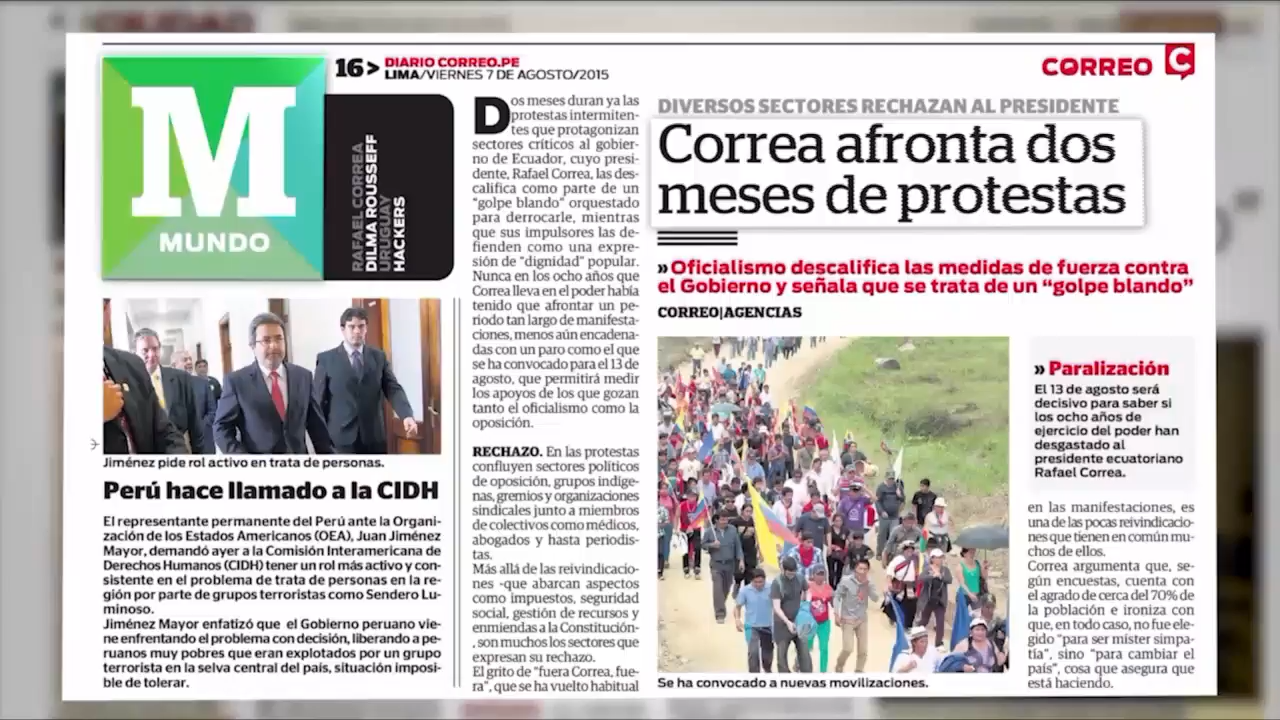 M
MUNDO
RAFAEL CORREA
DILMA ROUSSEFF
URUGUAY
HACKERS
16> DIARIO CORREO.PE
LIMA/VIERNES 7 DE AGOSTO/2015
CORREO C
Jiménez pide rol activo en trata de personas.
Perú hace llamado a la CIDH
El representante permanente del Perú ante la Organi-
zación de los Estados Americanos (OEA), Juan Jiménez
Mayor, demandó ayer a la Comisión Interamericana de
Derechos Humanos (CIDH) tener un rol más activo y con-
sistente en el problema de trata de personas en la re-
gión por parte de grupos terroristas como Sendero Lu-
minoso.
Jiménez Mayor enfatizó que el Gobierno peruano vie-
ne enfrentando el problema con decisión, liberando a pe-
ruanos muy pobres que eran explotados por un grupo
terrorista en la selva central del país, situación imposi-
ble de tolerar.
DIVERSOS SECTORES RECHAZAN AL PRESIDENTE
Correa afronta dos
meses de protestas
» Oficialismo descalifica las medidas de fuerza contra
el Gobierno y señala que se trata de un “golpe blando”
CORREO|AGENCIAS
Dos meses duran ya las
protestas intermiten-
tes que protagonizan
sectores críticos al gobier-
no de Ecuador, cuyo presi-
dente, Rafael Correa, las des-
califica como parte de un
“golpe blando” orquestado
para derrocarle, mientras
que sus impulsores las de-
fienden como una expre-
sión de “dignidad” popular.
Nunca en los ocho años que
Correa lleva en el poder había
tenido que afrontar un pe-
riodo tan largo de manifesta-
ciones, menos aún encadena-
das con un paro como el que
se ha convocado para el 13 de
agosto, que permitirá medir
los apoyos de los que gozan
tanto el oficialismo como la
oposición.
RECHAZO. En las protestas
confluyen sectores políticos
de oposición, grupos indíge-
nas, gremios y organizaciones
sindicales junto a miembros
de colectivos como médicos,
abogados y hasta periodis-
tas.
Más allá de las reivindicacio-
nes -que abarcan aspectos
como impuestos, seguridad
social, gestión de recursos y
enmiendas a la Constitución-
, son muchos los sectores que
expresan su rechazo.
El grito de “fuera Correa, fue-
ra”, que se ha vuelto habitual
Se ha convocado a nuevas movilizaciones.
» Paralización
El 13 de agosto será
decisivo para saber si
los ocho años de
ejercicio del poder han
desgastado al
presidente ecuatoriano
Rafael Correa.
en las manifestaciones, es
una de las pocas reivindicacio-
nes que tienen en común mu-
chos de ellos.
Correa argumenta que, se-
gún encuestas, cuenta con
el agrado de cerca del 70% de
la población e ironiza con
que, en todo caso, no fue ele-
gido “para ser míster simpa-
tía”, sino “para cambiar el
país”, cosa que asegura que
está haciendo.